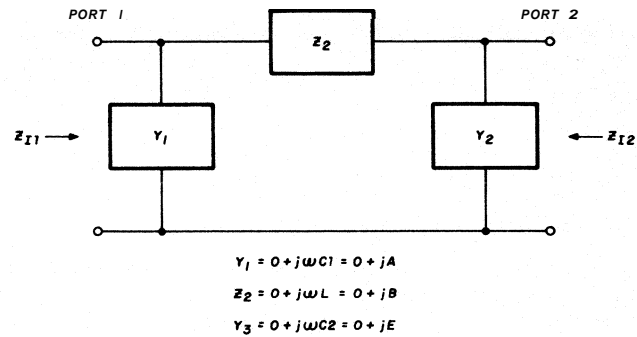 PORT 1
PORT 2
Z2
ZI1
Y1
Y2
ZI2
Y1 = 0 + jωC1 = 0 + jA
Z2 = 0 + jωL = 0 + jB
Y3 = 0 + jωC2 = 0 + jE